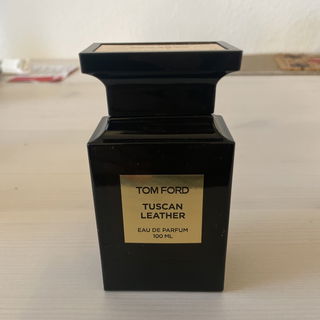 TOM FORD
TUSCAN
LEATHER
EAU DE PARFUM
100 ML